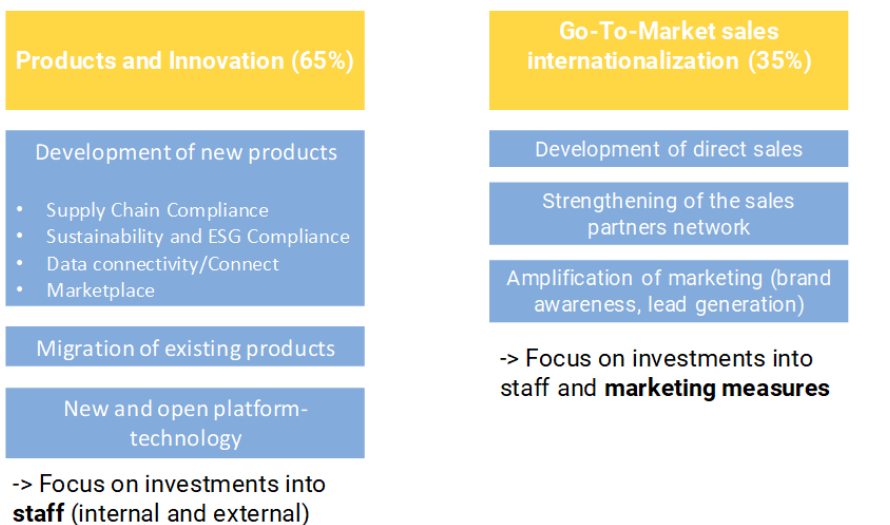 Products and Innovation (65%)
Development of new products
• Supply Chain Compliance
• Sustainability and ESG Compliance
• Data connectivity/Connect
• Marketplace
Migration of existing products
New and open platform-
technology
-> Focus on investments into
staff (internal and external)
Go-To-Market sales
internationalization (35%)
Development of direct sales
Strengthening of the sales
partners network
Amplification of marketing (brand
awareness, lead generation)
-> Focus on investments into
staff and marketing measures